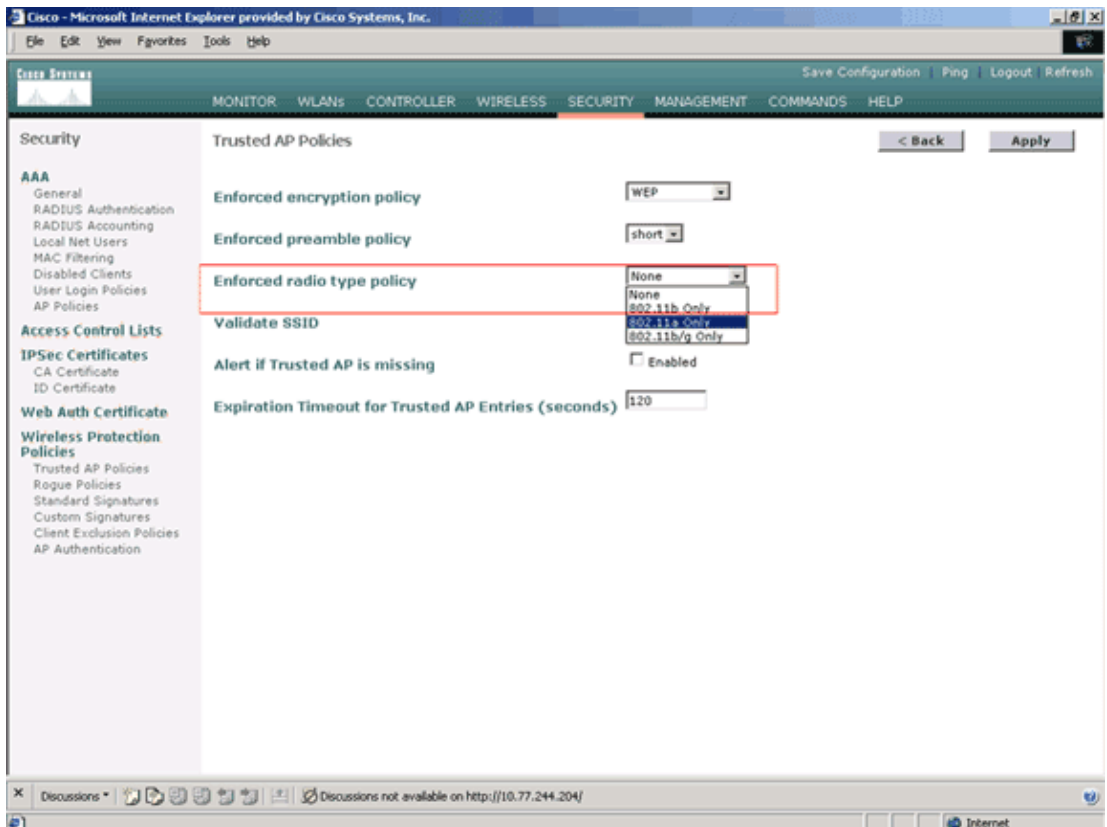 Cisco - Microsoft Internet Explorer provided by Cisco Systems, Inc.
File Edit View Favorites Tools Help
CISCO SYSTEMS
Save Configuration | Ping | Logout | Refresh
MONITOR WLANs CONTROLLER WIRELESS SECURITY MANAGEMENT COMMANDS HELP
Security
AAA
General
RADIUS Authentication
RADIUS Accounting
Local Net Users
MAC Filtering
Disabled Clients
User Login Policies
AP Policies
Access Control Lists
IPSec Certificates
CA Certificate
ID Certificate
Web Auth Certificate
Wireless Protection
Policies
Trusted AP Policies
Rogue Policies
Standard Signatures
Custom Signatures
Client Exclusion Policies
AP Authentication
Trusted AP Policies
< Back Apply
Enforced encryption policy WEP
Enforced preamble policy short
Enforced radio type policy None
None
802.11b Only
802.11a Only
802.11b/g Only
Validate SSID
Alert if Trusted AP is missing Enabled
Expiration Timeout for Trusted AP Entries (seconds) 120
Discussions Discussions not available on http://10.77.244.204/
Internet